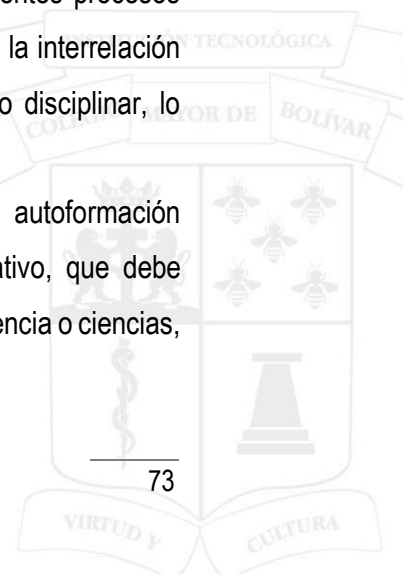 entes procesos
la interrelación
INSTITUCIÓN TECNOLÓGICA
o disciplinar, lo
COLEGIO MAYOR DE BOLÍVAR
autoformación
ativo, que debe
encia o ciencias,
73
VIRTUD Y CULTURA